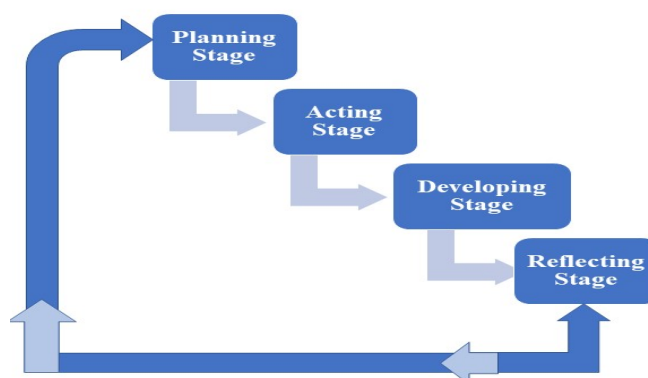 Planning
Stage
Acting
Stage
Developing
Stage
Reflecting
Stage